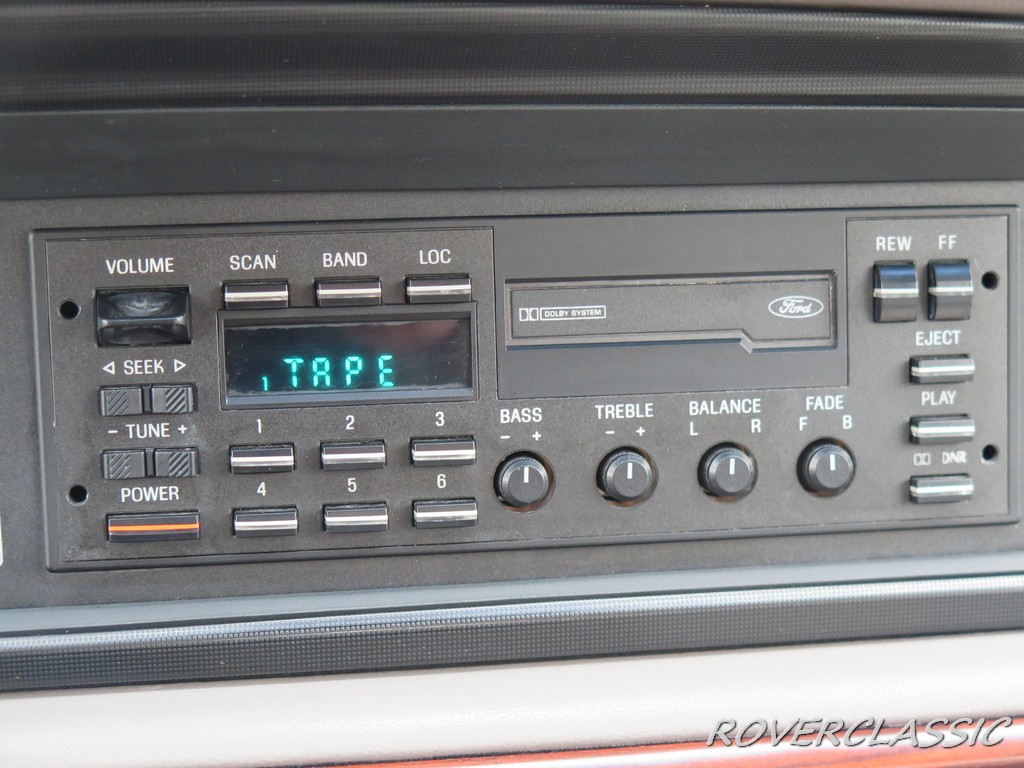 VOLUME
SCAN BAND LOC
◁ SEEK ▷
1 TAPE
– TUNE +
POWER
1 2 3
4 5 6
DOLBY SYSTEM
Ford
BASS TREBLE BALANCE FADE
– + – + L R F B
REW FF
EJECT
PLAY
DNR
ROVERCLASSIC